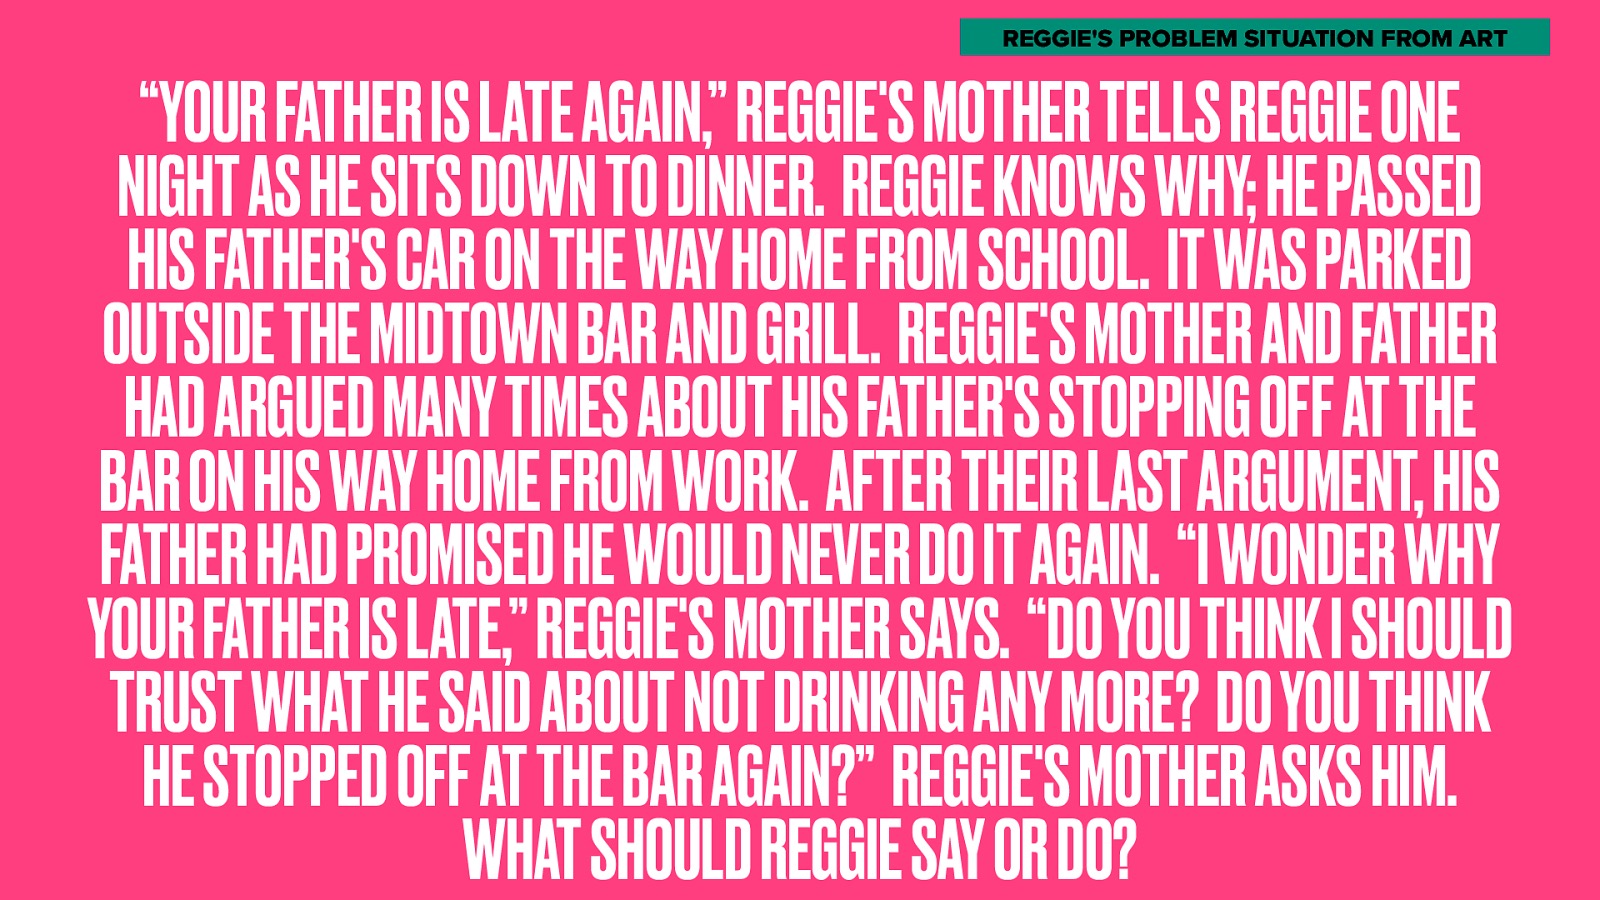 REGGIE'S PROBLEM SITUATION FROM ART
“YOUR FATHER IS LATE AGAIN,” REGGIE'S MOTHER TELLS REGGIE ONE
NIGHT AS HE SITS DOWN TO DINNER. REGGIE KNOWS WHY; HE PASSED
HIS FATHER'S CAR ON THE WAY HOME FROM SCHOOL. IT WAS PARKED
OUTSIDE THE MIDTOWN BAR AND GRILL. REGGIE'S MOTHER AND FATHER
HAD ARGUED MANY TIMES ABOUT HIS FATHER'S STOPPING OFF AT THE
BAR ON HIS WAY HOME FROM WORK. AFTER THEIR LAST ARGUMENT, HIS
FATHER HAD PROMISED HE WOULD NEVER DO IT AGAIN. “I WONDER WHY
YOUR FATHER IS LATE,” REGGIE'S MOTHER SAYS. “DO YOU THINK I SHOULD
TRUST WHAT HE SAID ABOUT NOT DRINKING ANY MORE? DO YOU THINK
HE STOPPED OFF AT THE BAR AGAIN?” REGGIE'S MOTHER ASKS HIM.
WHAT SHOULD REGGIE SAY OR DO?